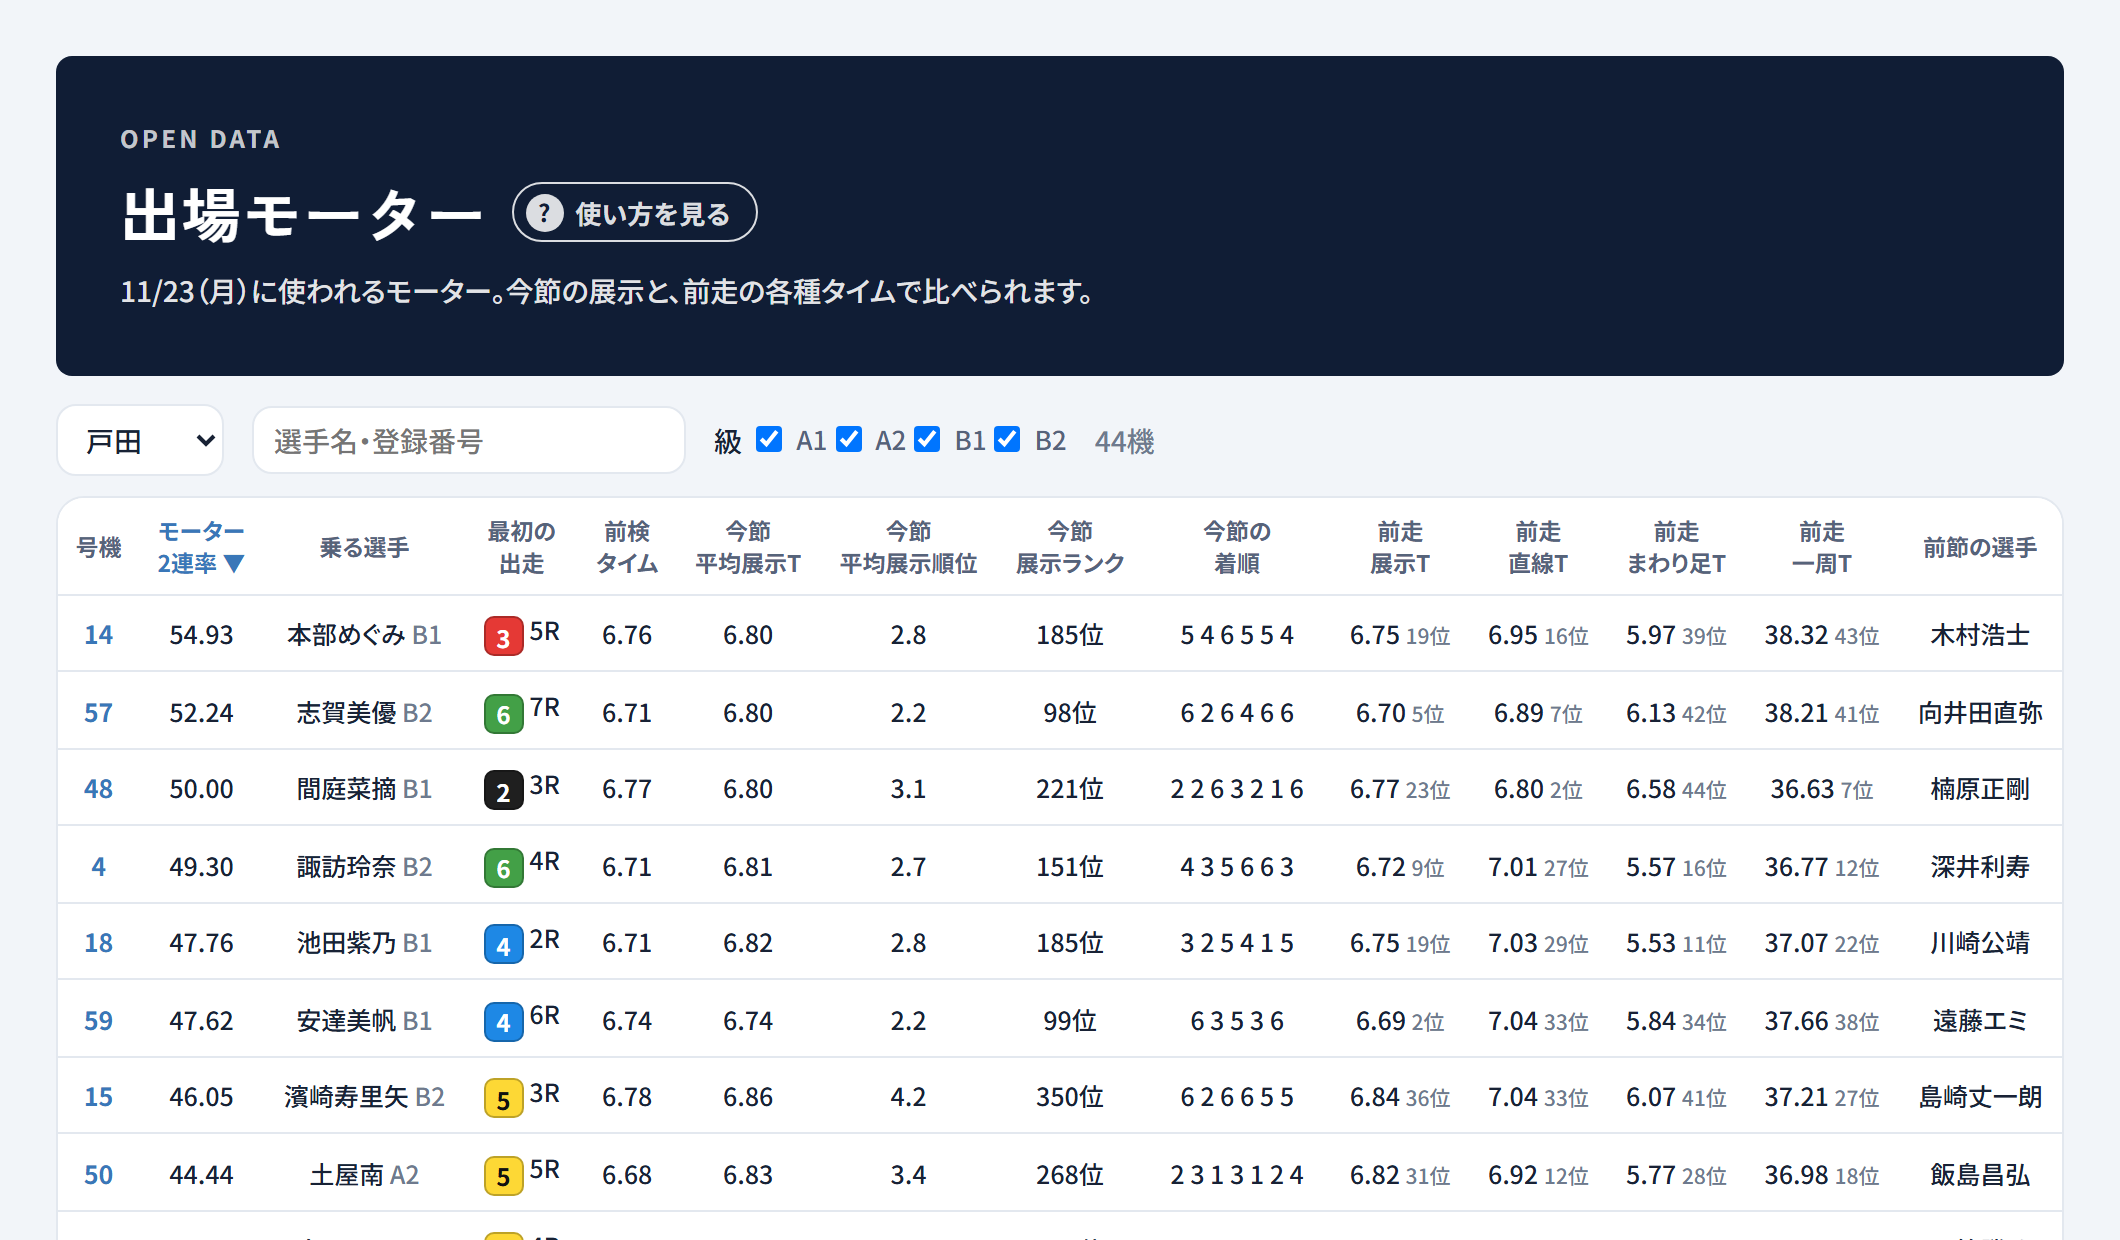 OPEN DATA
出場モーター ? 使い方を見る
11/23(月)に使われるモーター。今節の展示と、前走の各種タイムで比べられます。
戸田 選手名・登録番号 級 A1 A2 B1 B2 44機
号機 モーター 2連率 ▼ 乗る選手 最初の 出走 前検 タイム 今節 平均展示T 今節 平均展示順位 今節 展示ランク 今節の 着順 前走 展示T 前走 直線T 前走 まわり足T 前走 一周T 前節の選手
14 54.93 本部めぐみ B1 3 5R 6.76 6.80 2.8 185位 5 4 6 5 5 4 6.75 19位 6.95 16位 5.97 39位 38.32 43位 木村浩士
57 52.24 志賀美優 B2 6 7R 6.71 6.80 2.2 98位 6 2 6 4 6 6 6.70 5位 6.89 7位 6.13 42位 38.21 41位 向井田直弥
48 50.00 間庭菜摘 B1 2 3R 6.77 6.80 3.1 221位 2 2 6 3 2 1 6 6.77 23位 6.80 2位 6.58 44位 36.63 7位 楠原正剛
4 49.30 諏訪玲奈 B2 6 4R 6.71 6.81 2.7 151位 4 3 5 6 6 3 6.72 9位 7.01 27位 5.57 16位 36.77 12位 深井利寿
18 47.76 池田紫乃 B1 4 2R 6.71 6.82 2.8 185位 3 2 5 4 1 5 6.75 19位 7.03 29位 5.53 11位 37.07 22位 川崎公靖
59 47.62 安達美帆 B1 4 6R 6.74 6.74 2.2 99位 6 3 5 3 6 6.69 2位 7.04 33位 5.84 34位 37.66 38位 遠藤エミ
15 46.05 濱崎寿里矢 B2 5 3R 6.78 6.86 4.2 350位 6 2 6 6 5 5 6.84 36位 7.04 33位 6.07 41位 37.21 27位 島崎丈一朗
50 44.44 土屋南 A2 5 5R 6.68 6.83 3.4 268位 2 3 1 3 1 2 4 6.82 31位 6.92 12位 5.77 28位 36.98 18位 飯島昌弘